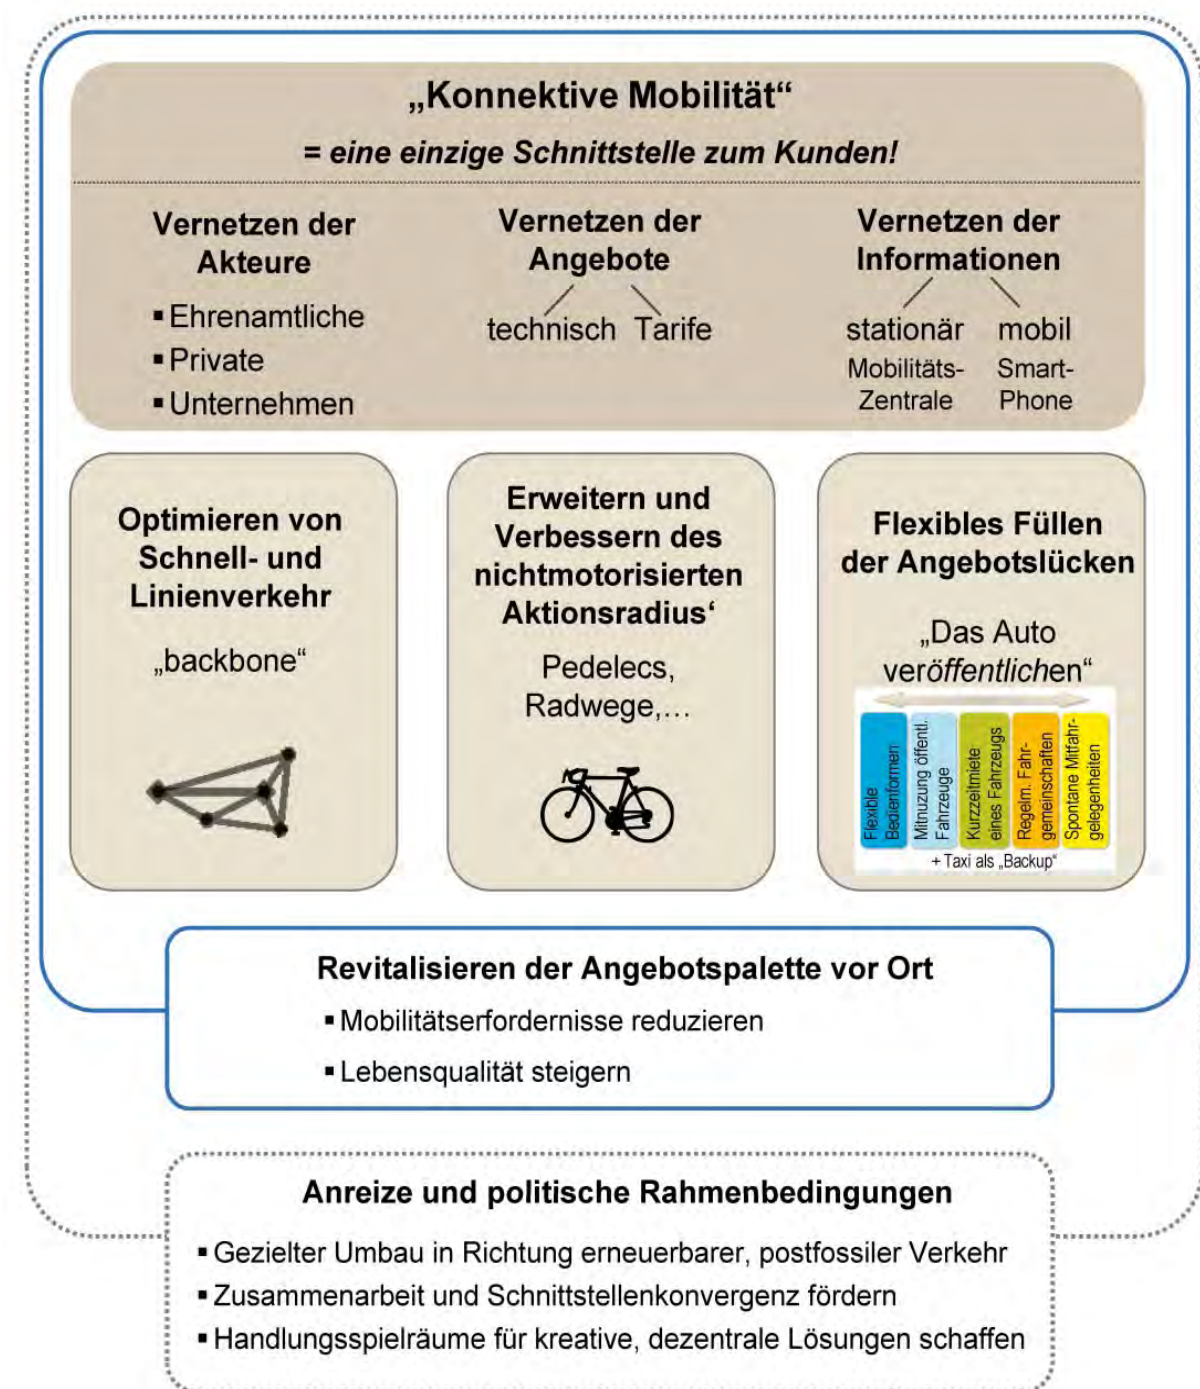 „Konnektive Mobilität“
= eine einzige Schnittstelle zum Kunden!
Vernetzen der
Akteure
▪ Ehrenamtliche
▪ Private
▪ Unternehmen
Vernetzen der
Angebote
technisch Tarife
Vernetzen der
Informationen
stationär mobil
Mobilitäts-
Zentrale
Smart-
Phone
Optimieren von
Schnell- und
Linienverkehr
„backbone“
Erweitern und
Verbessern des
nichtmotorisierten
Aktionsradius‘
Pedelecs,
Radwege,…
Flexibles Füllen
der Angebotslücken
„Das Auto
veröffentlichen“
Flexible
Bedienformen
Mitnuzung öffentl.
Fahrzeuge
Kurzzeitmiete
eines Fahrzeugs
Regelm. Fahr-
gemeinschaften
Spontane Mitfahr-
gelegenheiten
+ Taxi als „Backup“
Revitalisieren der Angebotspalette vor Ort
▪ Mobilitätserfordernisse reduzieren
▪ Lebensqualität steigern
Anreize und politische Rahmenbedingungen
▪ Gezielter Umbau in Richtung erneuerbarer, postfossiler Verkehr
▪ Zusammenarbeit und Schnittstellenkonvergenz fördern
▪ Handlungsspielräume für kreative, dezentrale Lösungen schaffen